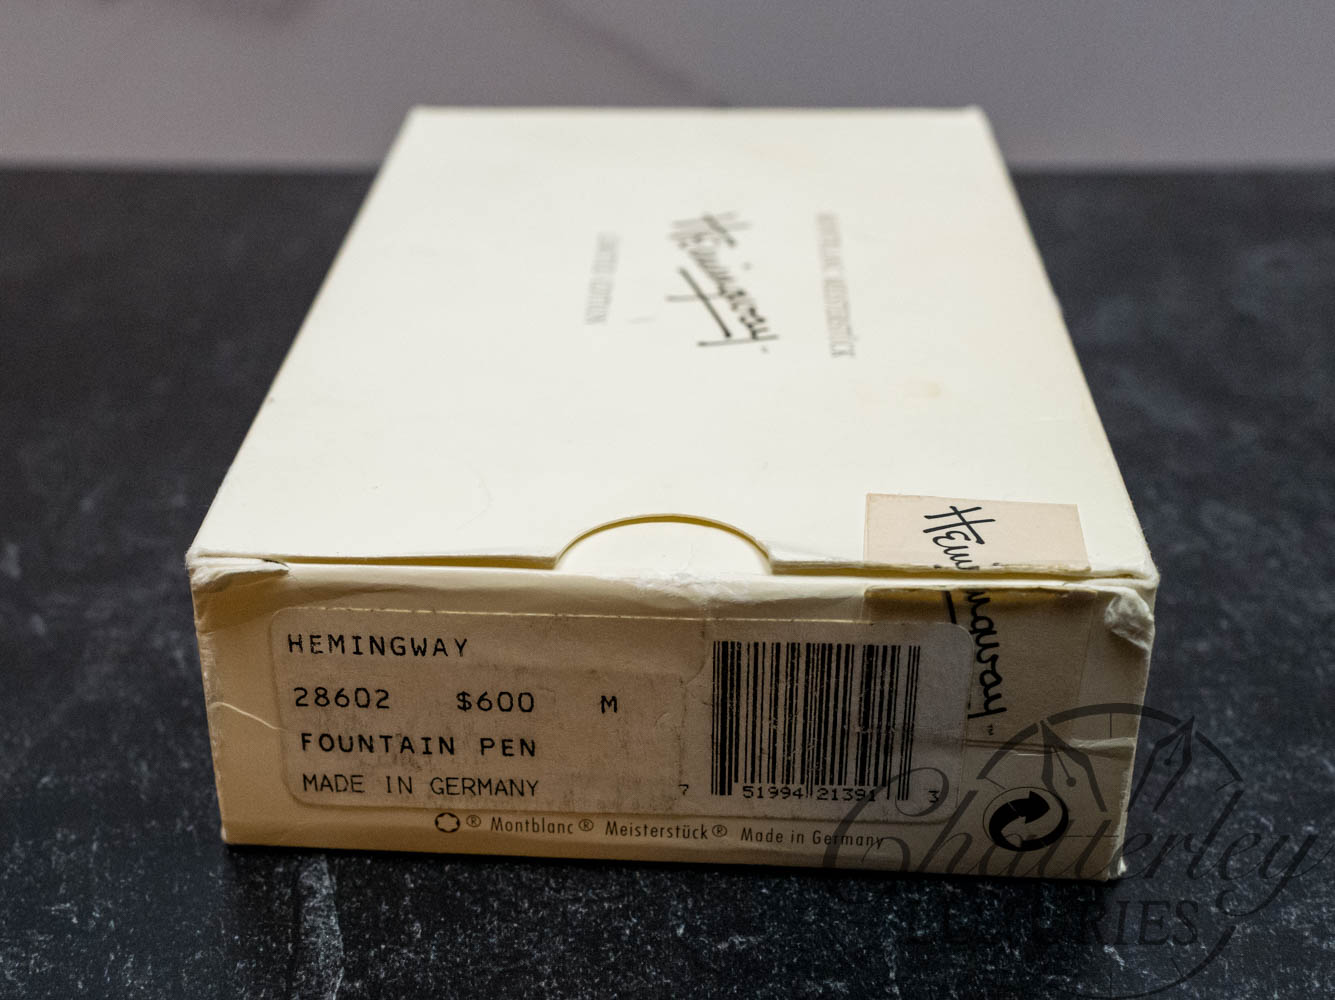 MONTBLANC MEISTERSTÜCK
Hemingway
LIMITED EDITION
Hemingway™
HEMINGWAY
28602 $600 M
FOUNTAIN PEN
MADE IN GERMANY
7 51994 21391 3
® Montblanc® Meisterstück® Made in Germany
Chatterley
LUXURIES